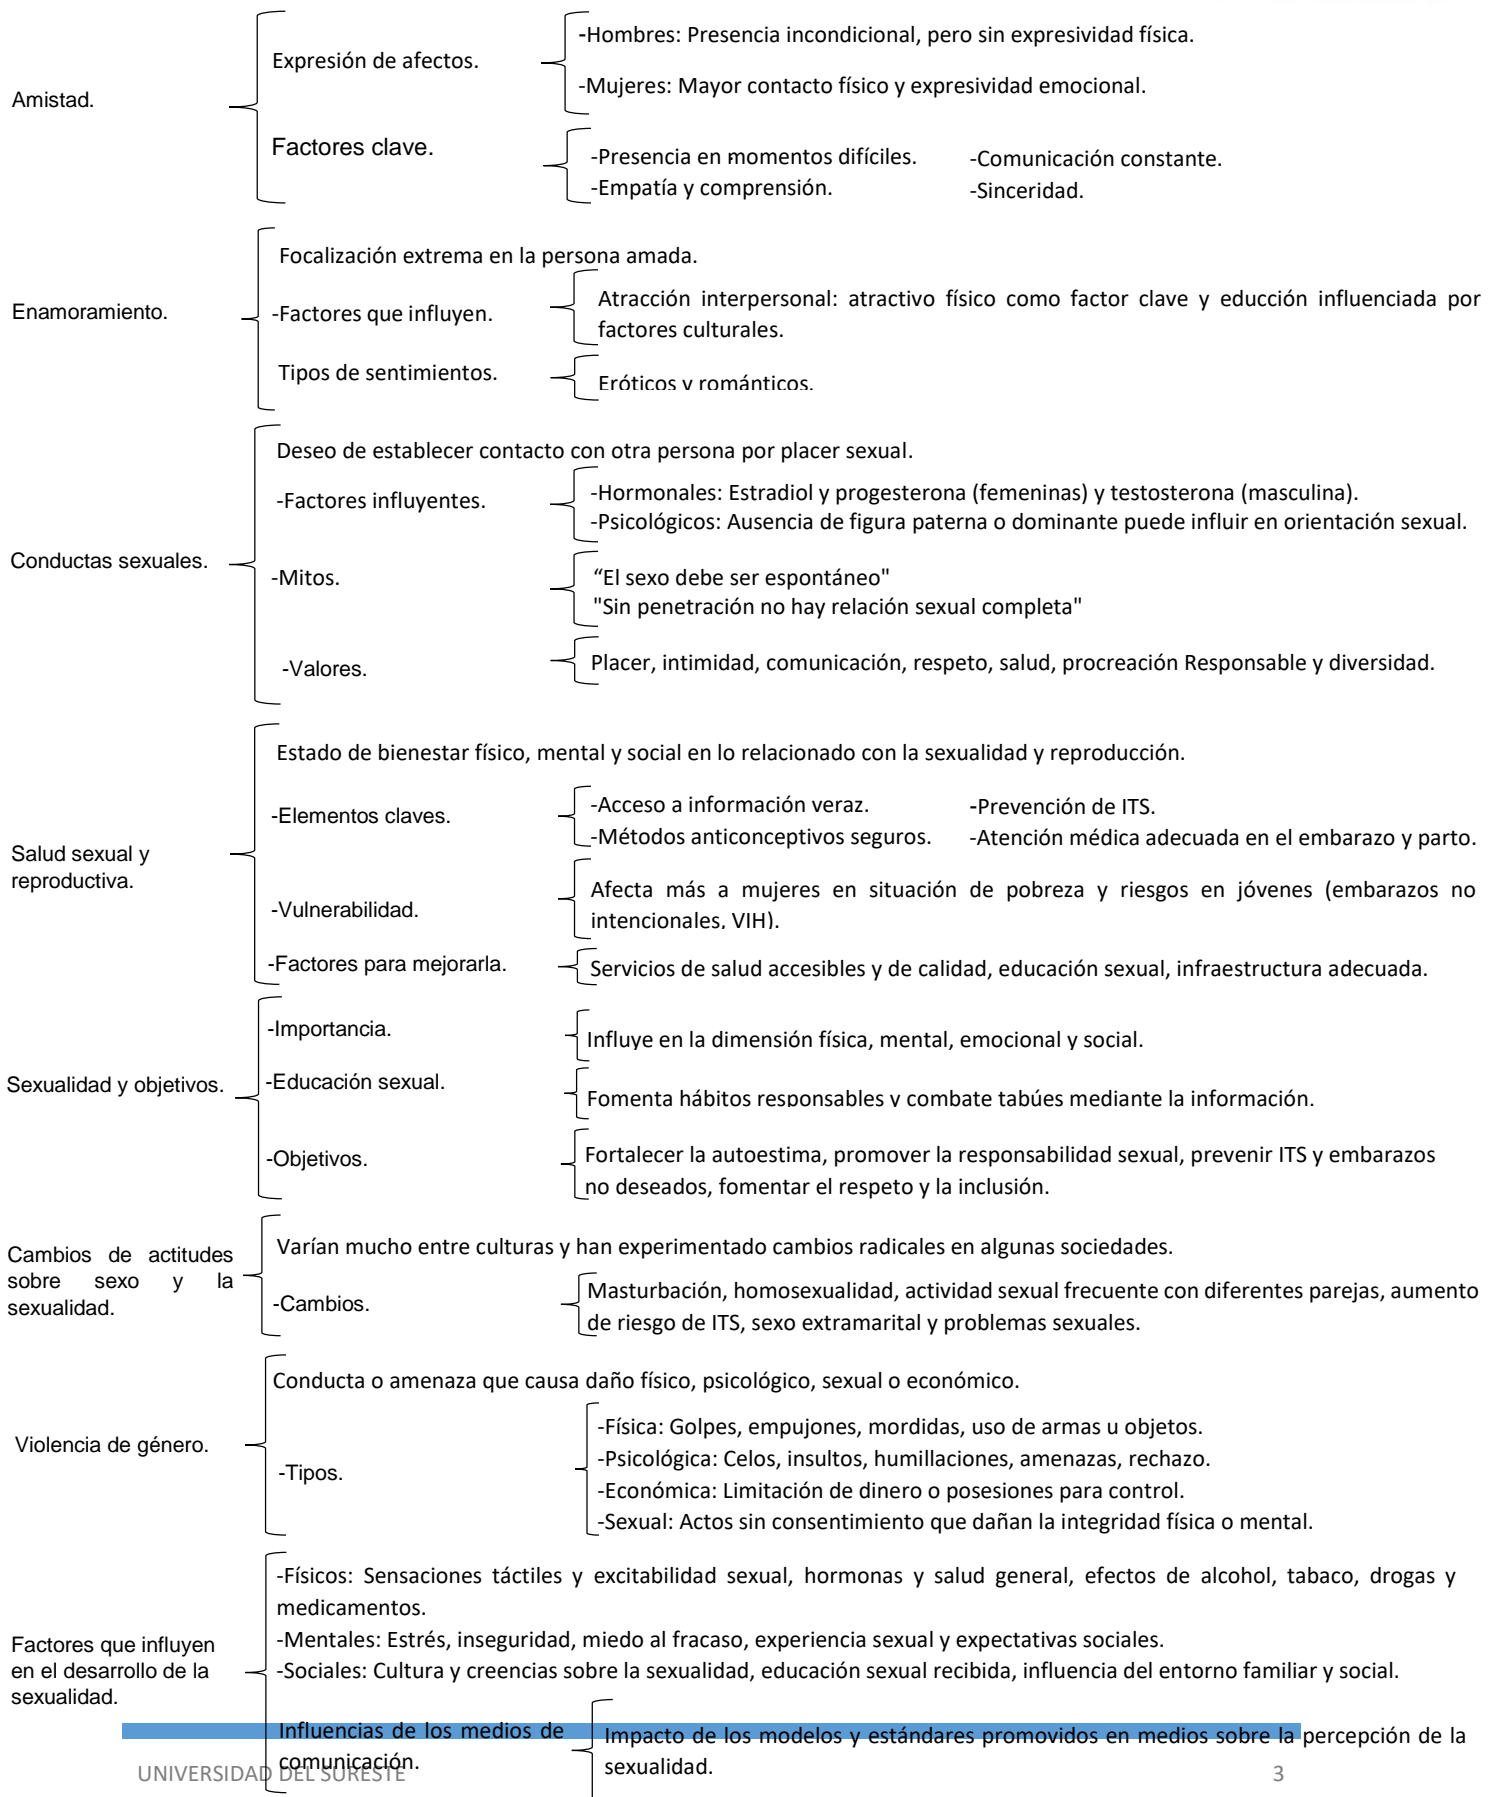 -Hombres: Presencia incondicional, pero sin expresividad física.
Expresión de afectos.
-Mujeres: Mayor contacto físico y expresividad emocional.
Amistad.
Factores clave.
-Presencia en momentos difíciles.
-Comunicación constante.
-Empatía y comprensión.
-Sinceridad.
Focalización extrema en la persona amada.
Enamoramiento.
-Factores que influyen.
Atracción interpersonal: atractivo físico como factor clave y educción influenciada por
factores culturales.
Tipos de sentimientos.
Eróticos y románticos.
Deseo de establecer contacto con otra persona por placer sexual.
-Factores influyentes.
-Hormonales: Estradiol y progesterona (femeninas) y testosterona (masculina).
-Psicológicos: Ausencia de figura paterna o dominante puede influir en orientación sexual.
Conductas sexuales.
-Mitos.
“El sexo debe ser espontáneo"
"Sin penetración no hay relación sexual completa"
-Valores.
Placer, intimidad, comunicación, respeto, salud, procreación Responsable y diversidad.
Estado de bienestar físico, mental y social en lo relacionado con la sexualidad y reproducción.
-Elementos claves.
-Acceso a información veraz.
-Prevención de ITS.
-Métodos anticonceptivos seguros.
-Atención médica adecuada en el embarazo y parto.
Salud sexual y
reproductiva.
-Vulnerabilidad.
Afecta más a mujeres en situación de pobreza y riesgos en jóvenes (embarazos no
intencionales, VIH).
-Factores para mejorarla.
Servicios de salud accesibles y de calidad, educación sexual, infraestructura adecuada.
-Importancia.
Influye en la dimensión física, mental, emocional y social.
Sexualidad y objetivos.
-Educación sexual.
Fomenta hábitos responsables y combate tabúes mediante la información.
-Objetivos.
Fortalecer la autoestima, promover la responsabilidad sexual, prevenir ITS y embarazos
no deseados, fomentar el respeto y la inclusión.
Cambios de actitudes
sobre sexo y la
sexualidad.
Varían mucho entre culturas y han experimentado cambios radicales en algunas sociedades.
-Cambios.
Masturbación, homosexualidad, actividad sexual frecuente con diferentes parejas, aumento
de riesgo de ITS, sexo extramarital y problemas sexuales.
Conducta o amenaza que causa daño físico, psicológico, sexual o económico.
Violencia de género.
-Tipos.
-Física: Golpes, empujones, mordidas, uso de armas u objetos.
-Psicológica: Celos, insultos, humillaciones, amenazas, rechazo.
-Económica: Limitación de dinero o posesiones para control.
-Sexual: Actos sin consentimiento que dañan la integridad física o mental.
Factores que influyen
en el desarrollo de la
sexualidad.
-Físicos: Sensaciones táctiles y excitabilidad sexual, hormonas y salud general, efectos de alcohol, tabaco, drogas y
medicamentos.
-Mentales: Estrés, inseguridad, miedo al fracaso, experiencia sexual y expectativas sociales.
-Sociales: Cultura y creencias sobre la sexualidad, educación sexual recibida, influencia del entorno familiar y social.
Influencias de los medios de
comunicación.
Impacto de los modelos y estándares promovidos en medios sobre la percepción de la
sexualidad.
UNIVERSIDAD DEL SURESTE
3